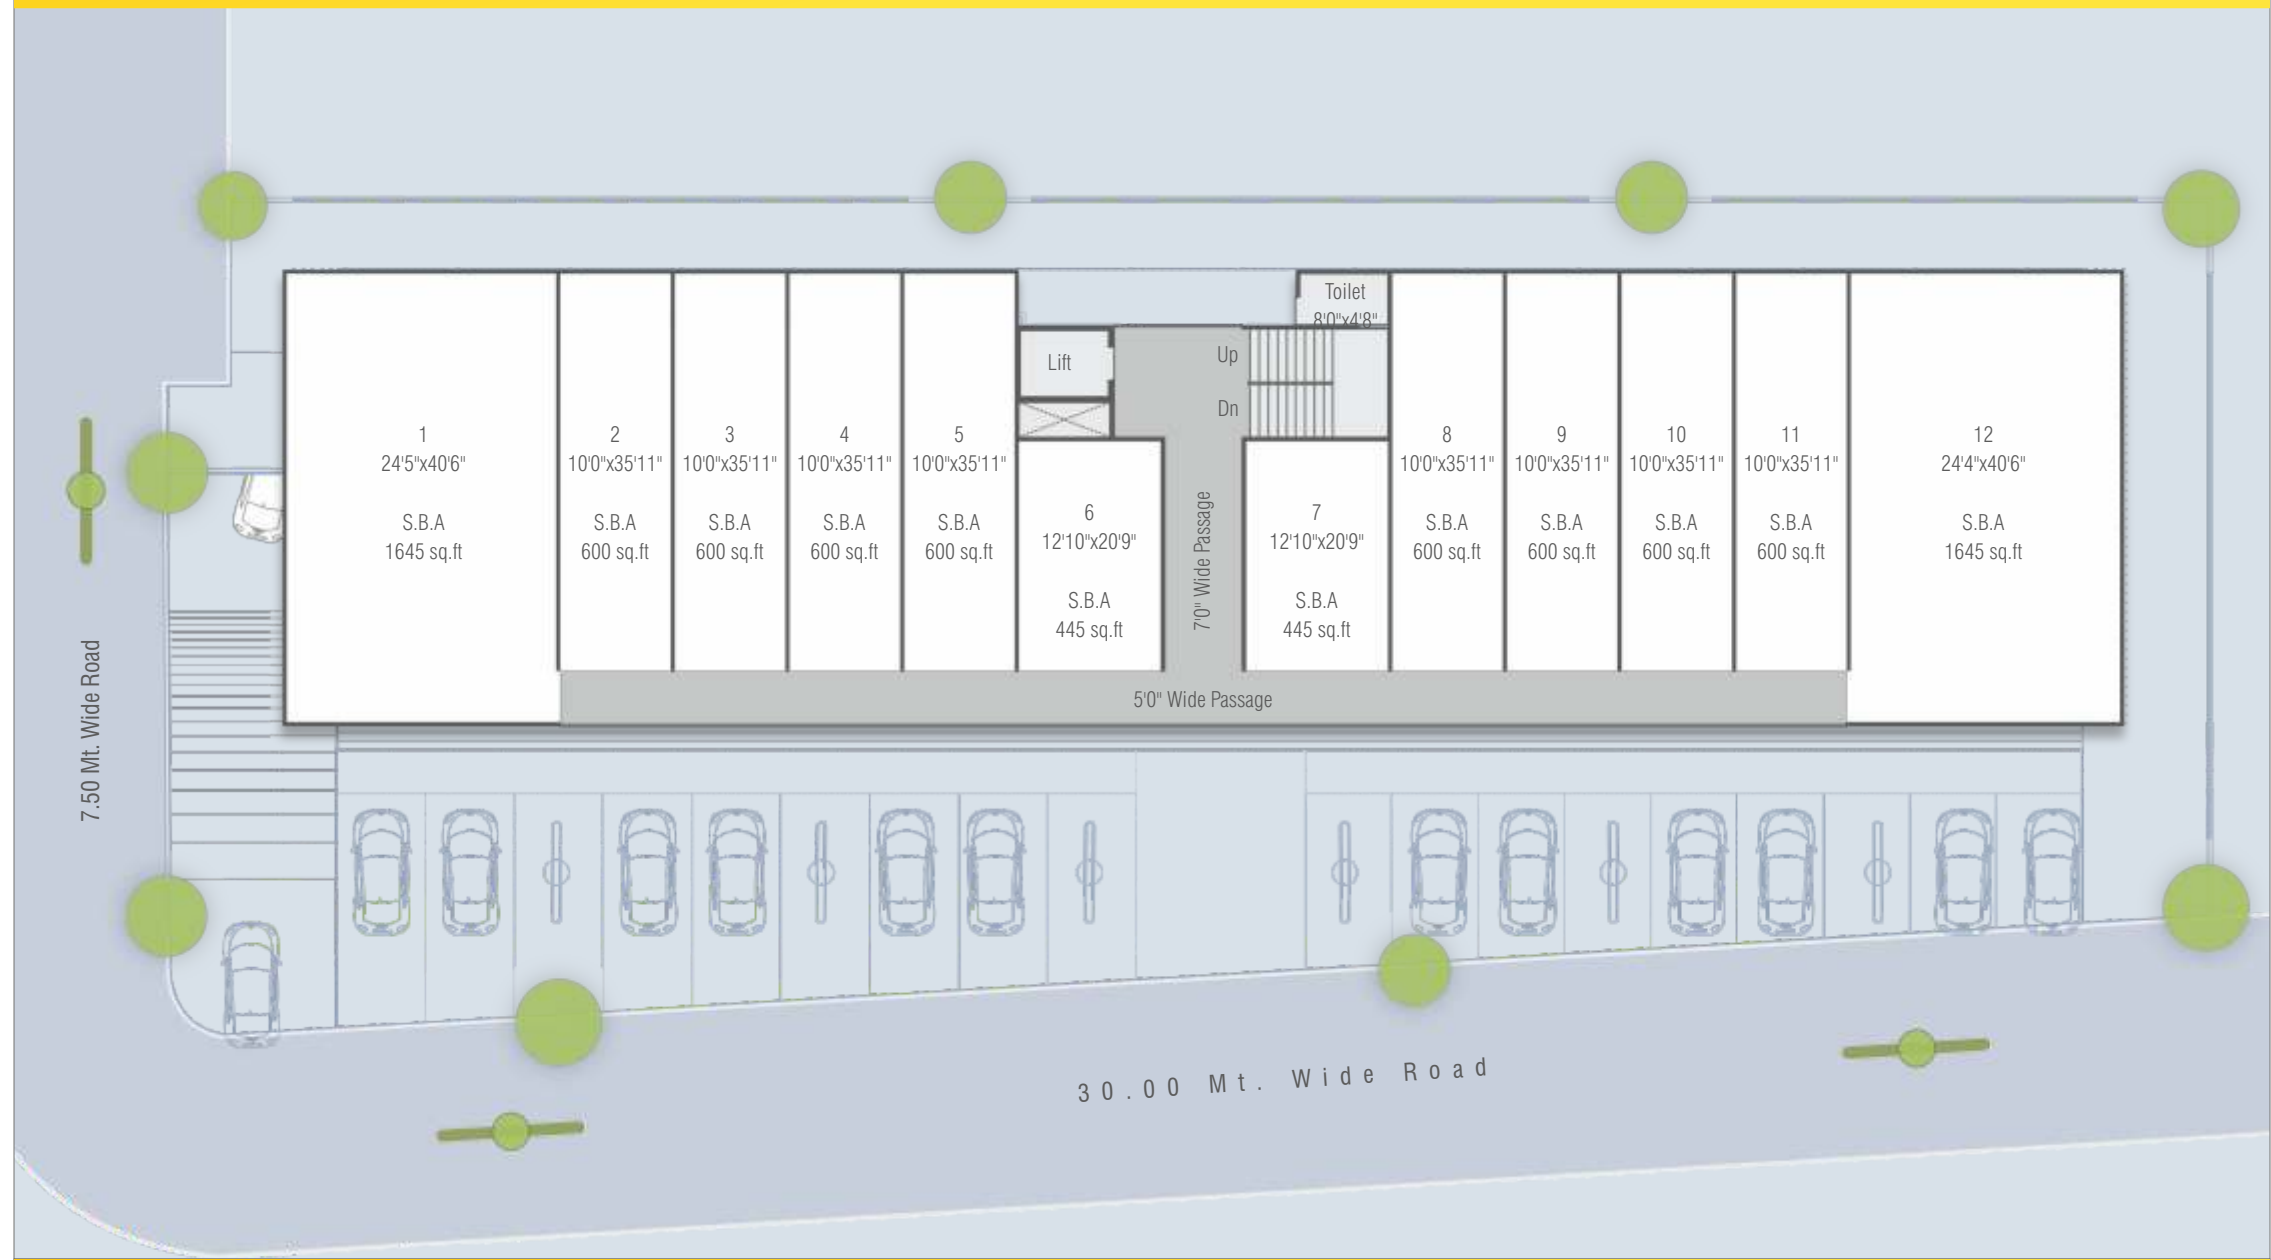 Toilet
8'0"x4'8"
Lift
Up
Dn
1
24'5"x40'6"
S.B.A
1645 sq.ft
2
10'0"x35'11"
S.B.A
600 sq.ft
3
10'0"x35'11"
S.B.A
600 sq.ft
4
10'0"x35'11"
S.B.A
600 sq.ft
5
10'0"x35'11"
S.B.A
600 sq.ft
6
12'10"x20'9"
S.B.A
445 sq.ft
7'0" Wide Passage
7
12'10"x20'9"
S.B.A
445 sq.ft
8
10'0"x35'11"
S.B.A
600 sq.ft
9
10'0"x35'11"
S.B.A
600 sq.ft
10
10'0"x35'11"
S.B.A
600 sq.ft
11
10'0"x35'11"
S.B.A
600 sq.ft
12
24'4"x40'6"
S.B.A
1645 sq.ft
5'0" Wide Passage
7.50 Mt. Wide Road
30.00 Mt. Wide Road